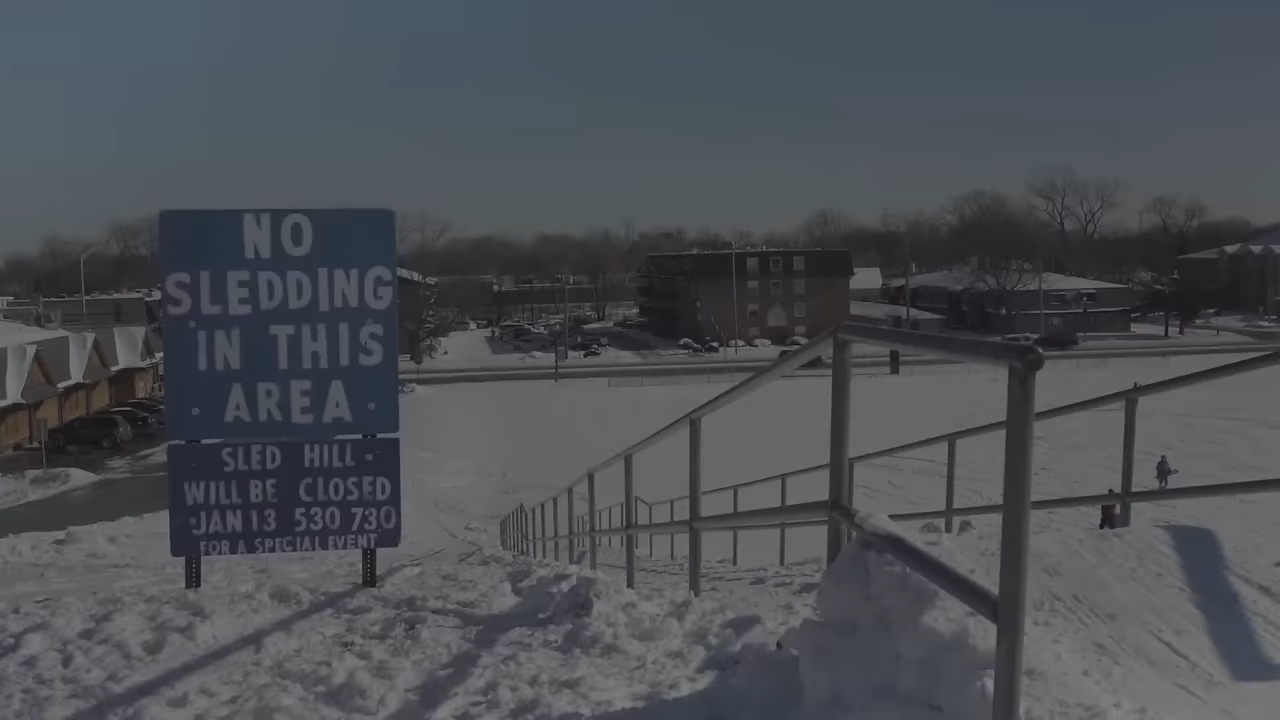 NO
SLEDDING
IN THIS
AREA
SLED HILL
WILL BE CLOSED
JAN 13 530 730
FOR A SPECIAL EVENT